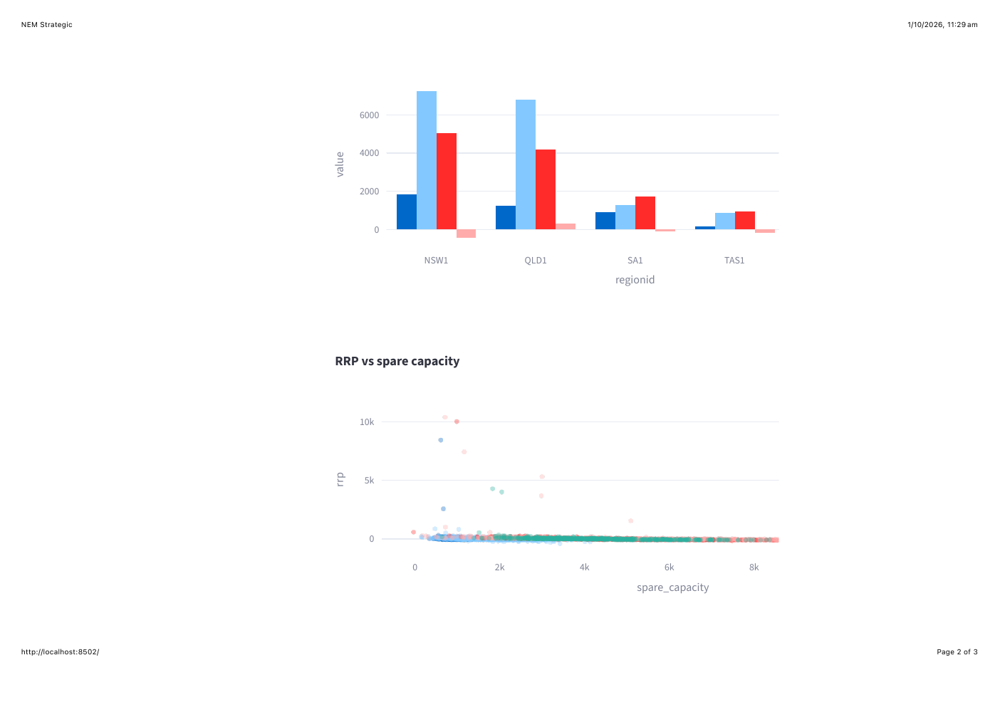 NEM Strategic
1/10/2026, 11:29 am
6000
4000
2000
0
value
NSW1
QLD1
SA1
TAS1
regionid
RRP vs spare capacity
10k
5k
0
rrp
0
2k
4k
6k
8k
spare_capacity
http://localhost:8502/
Page 2 of 3